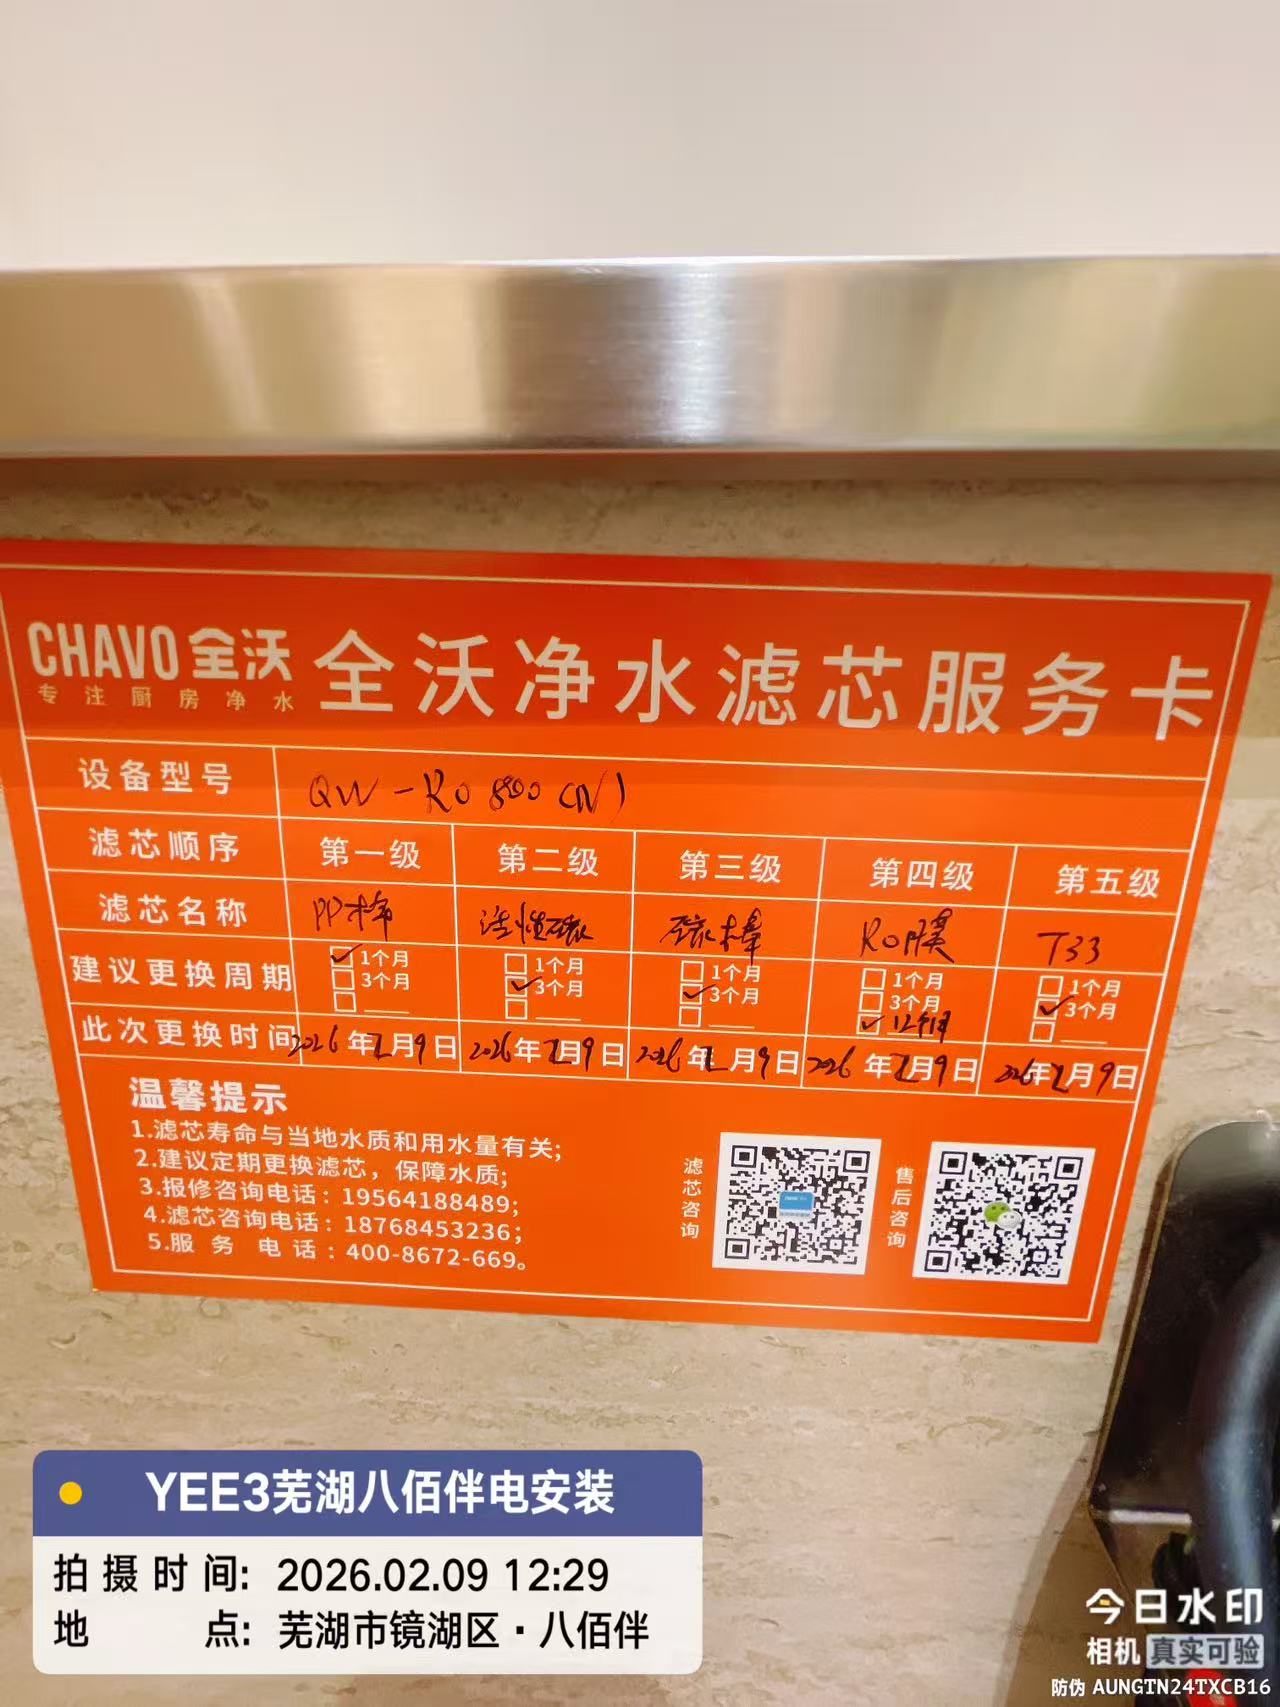 CHAVO 全沃
专注厨房净水
全沃净水滤芯服务卡
设备型号 QW-RO 800 CN1
滤芯顺序 第一级 第二级 第三级 第四级 第五级
滤芯名称 PP棉 活性碳 碳棒 RO膜 T33
建议更换周期
1个月 1个月 1个月 1个月 1个月
3个月 3个月 3个月 3个月 3个月
12个月
此次更换时间 2026年2月9日 2026年2月9日 2026年2月9日 2026年2月9日 2026年2月9日
温馨提示
1.滤芯寿命与当地水质和用水量有关;
2.建议定期更换滤芯，保障水质;
3.报修咨询电话：19564188489;
4.滤芯咨询电话：18768453236;
5.服务电话：400-8672-669。
滤芯咨询
售后咨询
YEE3芜湖八佰伴电安装
拍摄时间: 2026.02.09 12:29
地点: 芜湖市镜湖区·八佰伴
今日水印
相机 真实可验
防伪 AUNGTN24TXCB16